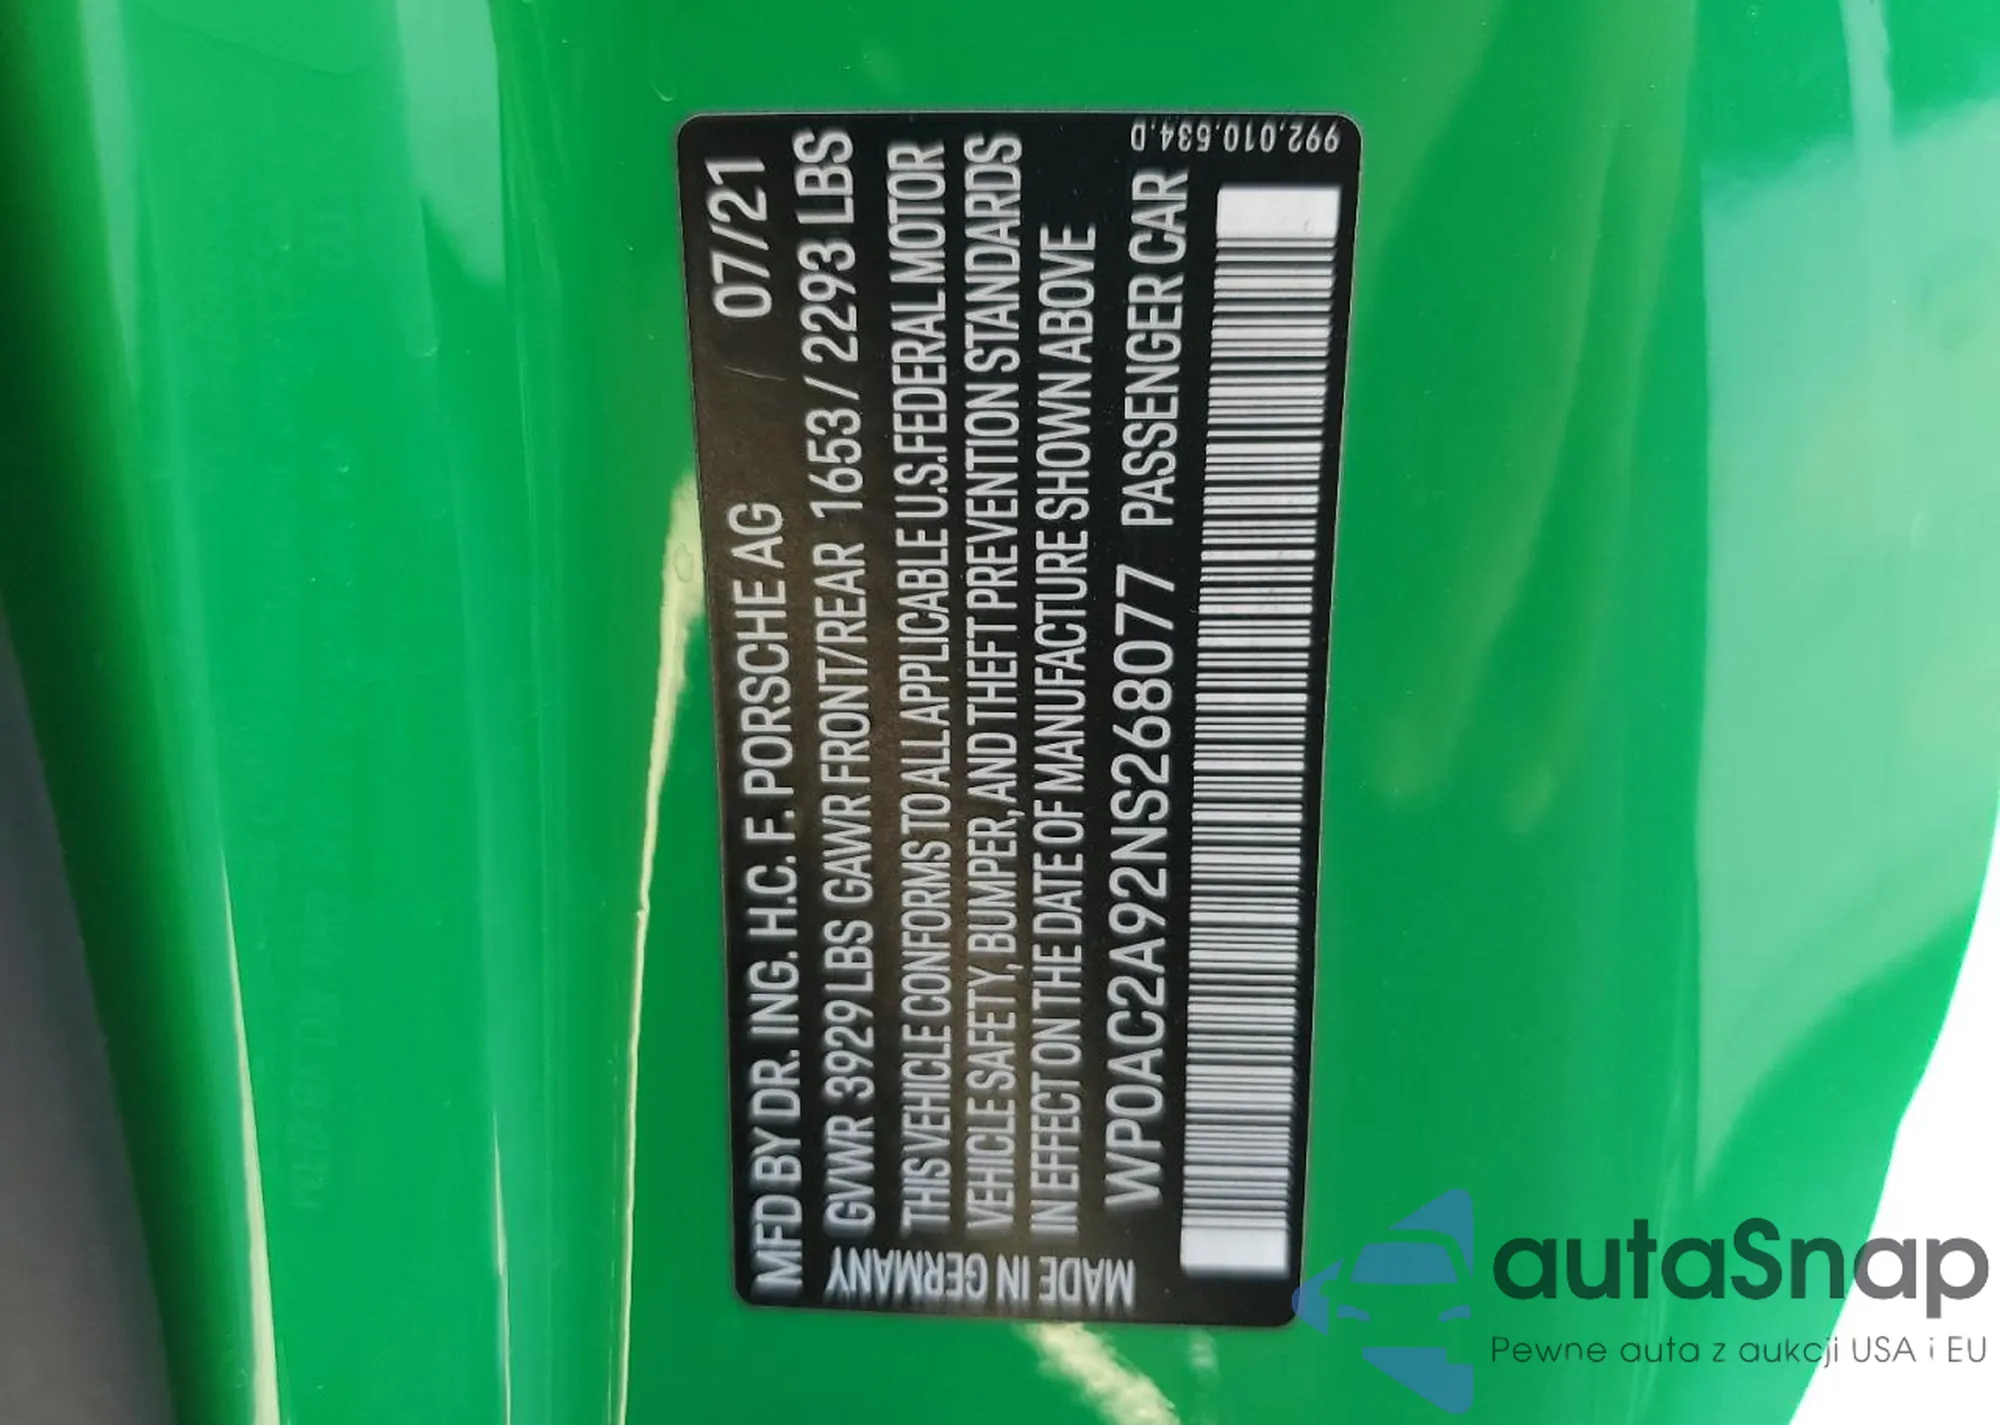 MFD BY DR. ING. H.C. F. PORSCHE AG 07/21
GVWR 3929 LBS GAWR FRONT/REAR 1653 / 2293 LBS
THIS VEHICLE CONFORMS TO ALL APPLICABLE U.S. FEDERAL MOTOR
VEHICLE SAFETY, BUMPER, AND THEFT PREVENTION STANDARDS
IN EFFECT ON THE DATE OF MANUFACTURE SHOWN ABOVE
WP0AC2A92NS268077 PASSENGER CAR
MADE IN GERMANY
992.010.534.D
autaSnap
Pewne auta z aukcji USA i EU